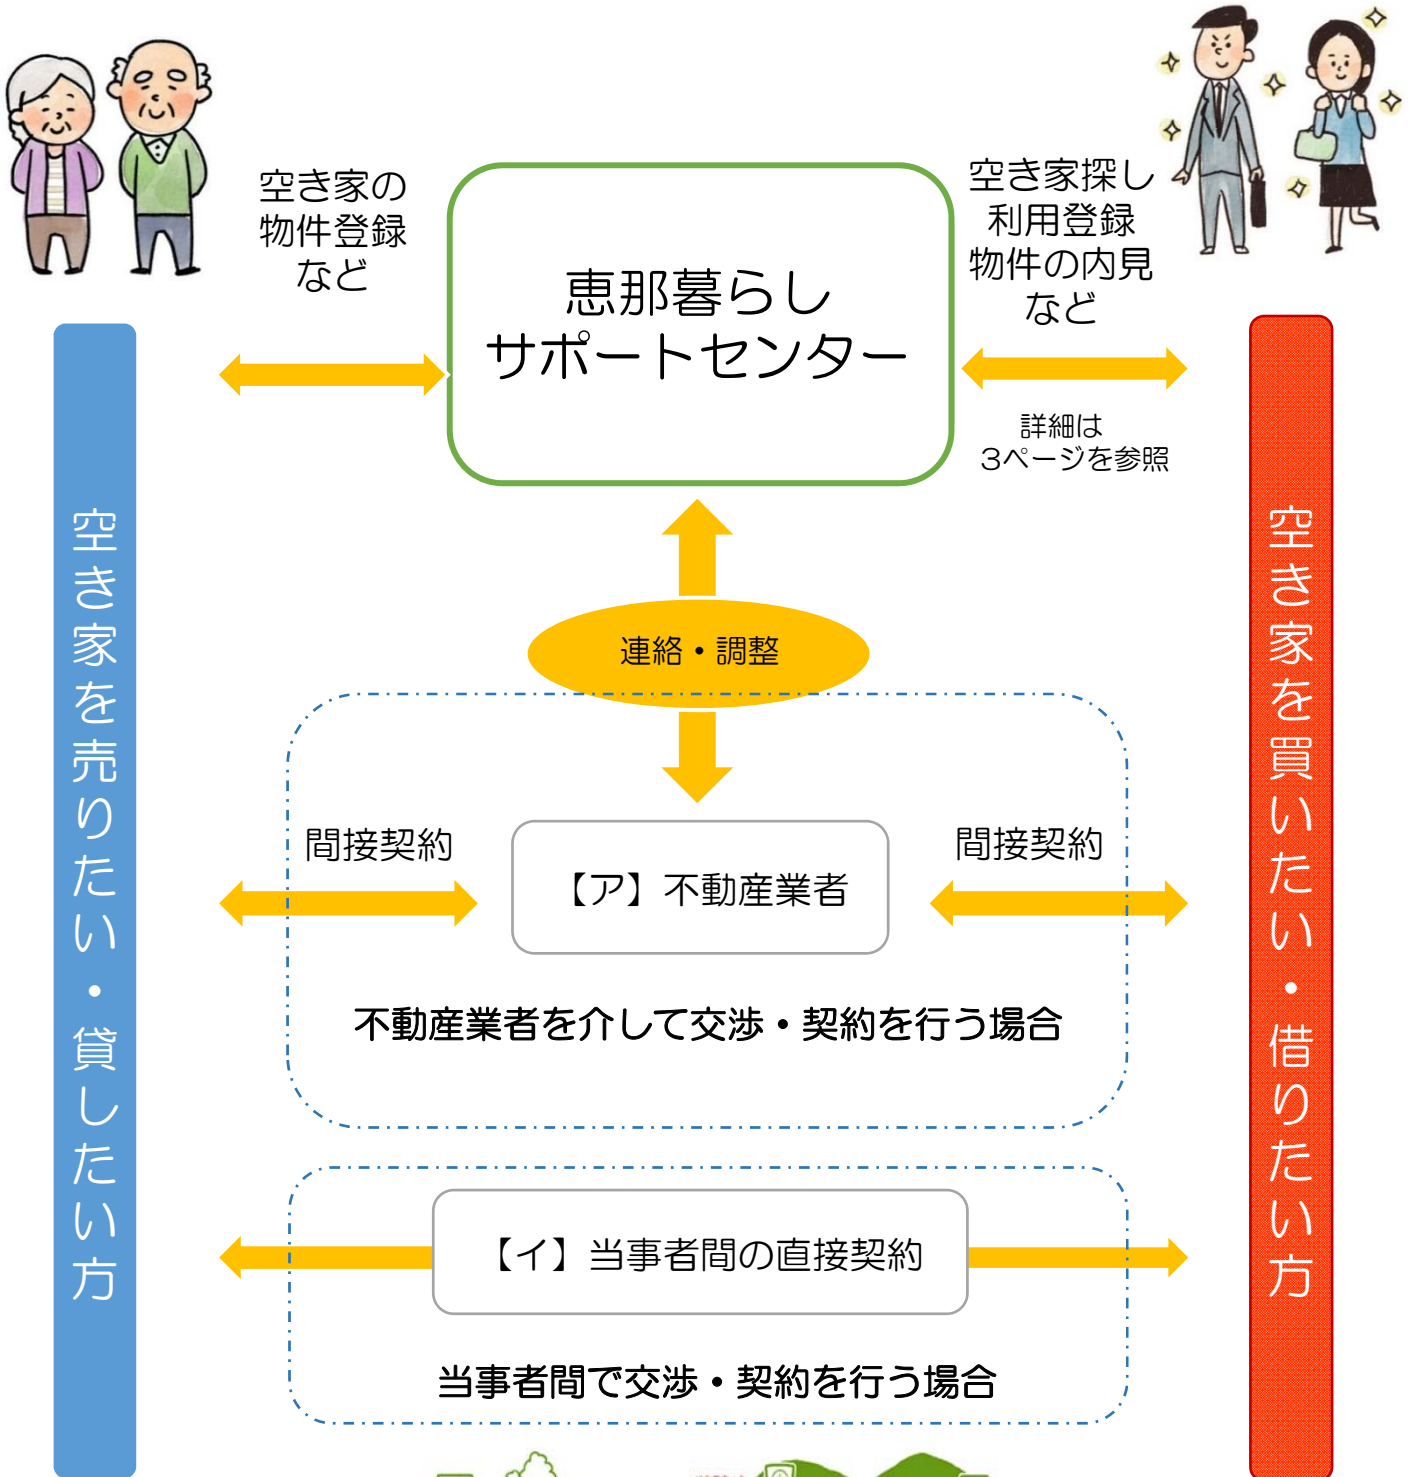 空き家の
物件登録
など
恵那暮らし
サポートセンター
空き家探し
利用登録
物件の内見
など
詳細は
3ページを参照
空き家を売りたい・貸したい方
空き家を買いたい・借りたい方
連絡・調整
間接契約
【ア】不動産業者
間接契約
不動産業者を介して交渉・契約を行う場合
【イ】当事者間の直接契約
当事者間で交渉・契約を行う場合